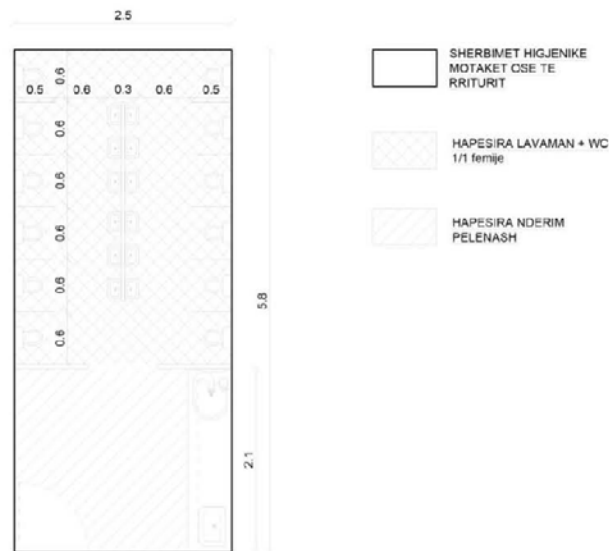 2.5
SHERBIMET HIGJENIKE
MOTAKET OSE TE
RRITURIT
0.6
0.5 0.6 0.3 0.6 0.5
0.6
HAPESIRA LAVAMAN + WC
1/1 femije
0.6
HAPESIRA NDERIM
PELENASH
0.6
0.6
5.8
0.6
2.1